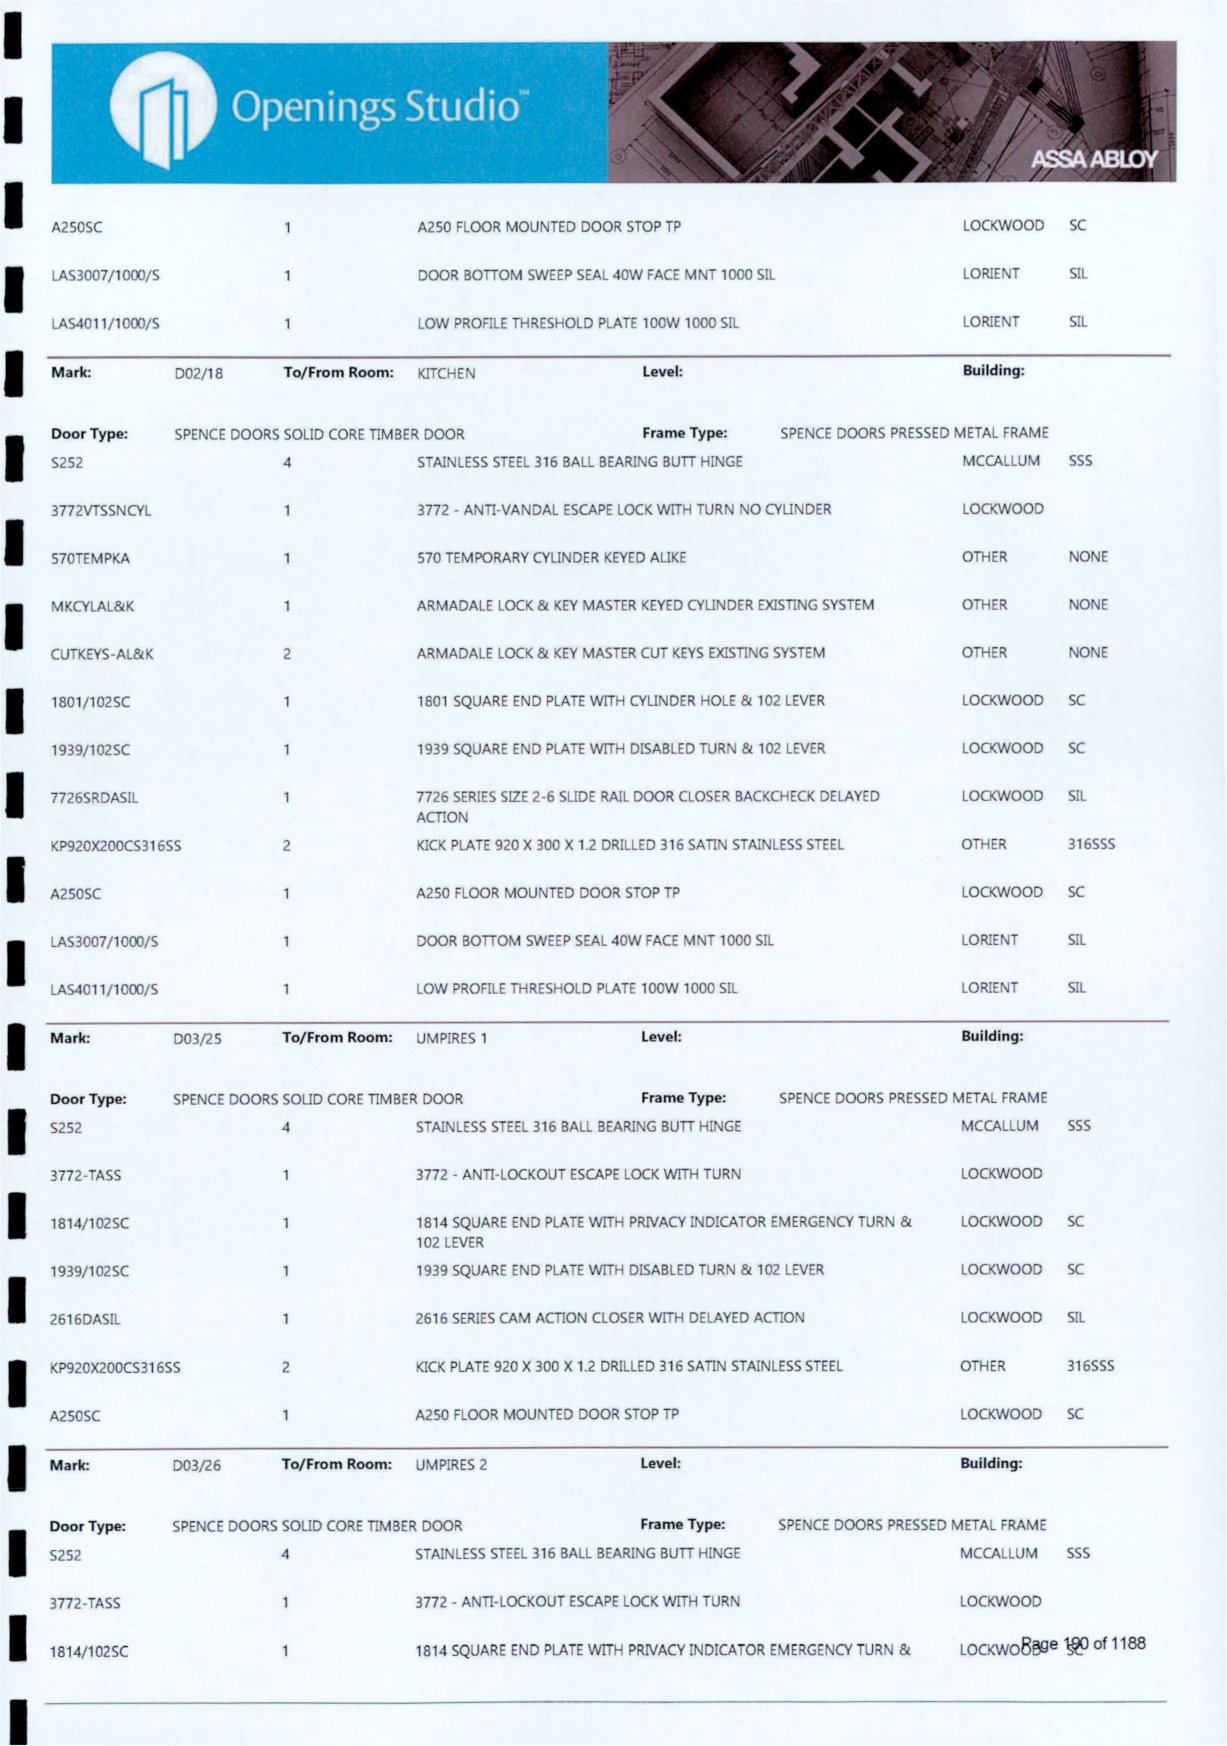 Openings Studio™
ASSA ABLOY
A250SC 1 A250 FLOOR MOUNTED DOOR STOP TP LOCKWOOD SC
LAS3007/1000/S 1 DOOR BOTTOM SWEEP SEAL 40W FACE MNT 1000 SIL LORIENT SIL
LAS4011/1000/S 1 LOW PROFILE THRESHOLD PLATE 100W 1000 SIL LORIENT SIL
Mark: D02/18 To/From Room: KITCHEN Level: Building:
Door Type: SPENCE DOORS SOLID CORE TIMBER DOOR Frame Type: SPENCE DOORS PRESSED METAL FRAME
S252 4 STAINLESS STEEL 316 BALL BEARING BUTT HINGE MCCALLUM SSS
3772VTSSNCYL 1 3772 - ANTI-VANDAL ESCAPE LOCK WITH TURN NO CYLINDER LOCKWOOD
570TEMPKA 1 570 TEMPORARY CYLINDER KEYED ALIKE OTHER NONE
MKCYLAL&K 1 ARMADALE LOCK & KEY MASTER KEYED CYLINDER EXISTING SYSTEM OTHER NONE
CUTKEYS-AL&K 2 ARMADALE LOCK & KEY MASTER CUT KEYS EXISTING SYSTEM OTHER NONE
1801/102SC 1 1801 SQUARE END PLATE WITH CYLINDER HOLE & 102 LEVER LOCKWOOD SC
1939/102SC 1 1939 SQUARE END PLATE WITH DISABLED TURN & 102 LEVER LOCKWOOD SC
7726SRDASIL 1 7726 SERIES SIZE 2-6 SLIDE RAIL DOOR CLOSER BACKCHECK DELAYED LOCKWOOD SIL
ACTION
KP920X200CS316SS 2 KICK PLATE 920 X 300 X 1.2 DRILLED 316 SATIN STAINLESS STEEL OTHER 316SSS
A250SC 1 A250 FLOOR MOUNTED DOOR STOP TP LOCKWOOD SC
LAS3007/1000/S 1 DOOR BOTTOM SWEEP SEAL 40W FACE MNT 1000 SIL LORIENT SIL
LAS4011/1000/S 1 LOW PROFILE THRESHOLD PLATE 100W 1000 SIL LORIENT SIL
Mark: D03/25 To/From Room: UMPIRES 1 Level: Building:
Door Type: SPENCE DOORS SOLID CORE TIMBER DOOR Frame Type: SPENCE DOORS PRESSED METAL FRAME
S252 4 STAINLESS STEEL 316 BALL BEARING BUTT HINGE MCCALLUM SSS
3772-TASS 1 3772 - ANTI-LOCKOUT ESCAPE LOCK WITH TURN LOCKWOOD
1814/102SC 1 1814 SQUARE END PLATE WITH PRIVACY INDICATOR EMERGENCY TURN & LOCKWOOD SC
102 LEVER
1939/102SC 1 1939 SQUARE END PLATE WITH DISABLED TURN & 102 LEVER LOCKWOOD SC
2616DASIL 1 2616 SERIES CAM ACTION CLOSER WITH DELAYED ACTION LOCKWOOD SIL
KP920X200CS316SS 2 KICK PLATE 920 X 300 X 1.2 DRILLED 316 SATIN STAINLESS STEEL OTHER 316SSS
A250SC 1 A250 FLOOR MOUNTED DOOR STOP TP LOCKWOOD SC
Mark: D03/26 To/From Room: UMPIRES 2 Level: Building:
Door Type: SPENCE DOORS SOLID CORE TIMBER DOOR Frame Type: SPENCE DOORS PRESSED METAL FRAME
S252 4 STAINLESS STEEL 316 BALL BEARING BUTT HINGE MCCALLUM SSS
3772-TASS 1 3772 - ANTI-LOCKOUT ESCAPE LOCK WITH TURN LOCKWOOD
1814/102SC 1 1814 SQUARE END PLATE WITH PRIVACY INDICATOR EMERGENCY TURN & LOCKWOOD SC
Page 190 of 1188